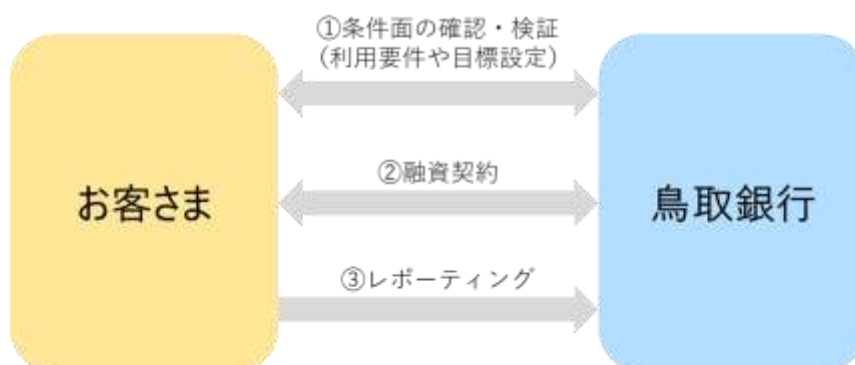 ①条件面の確認・検証
（利用要件や目標設定）
②融資契約
お客さま
鳥取銀行
③レポーティング